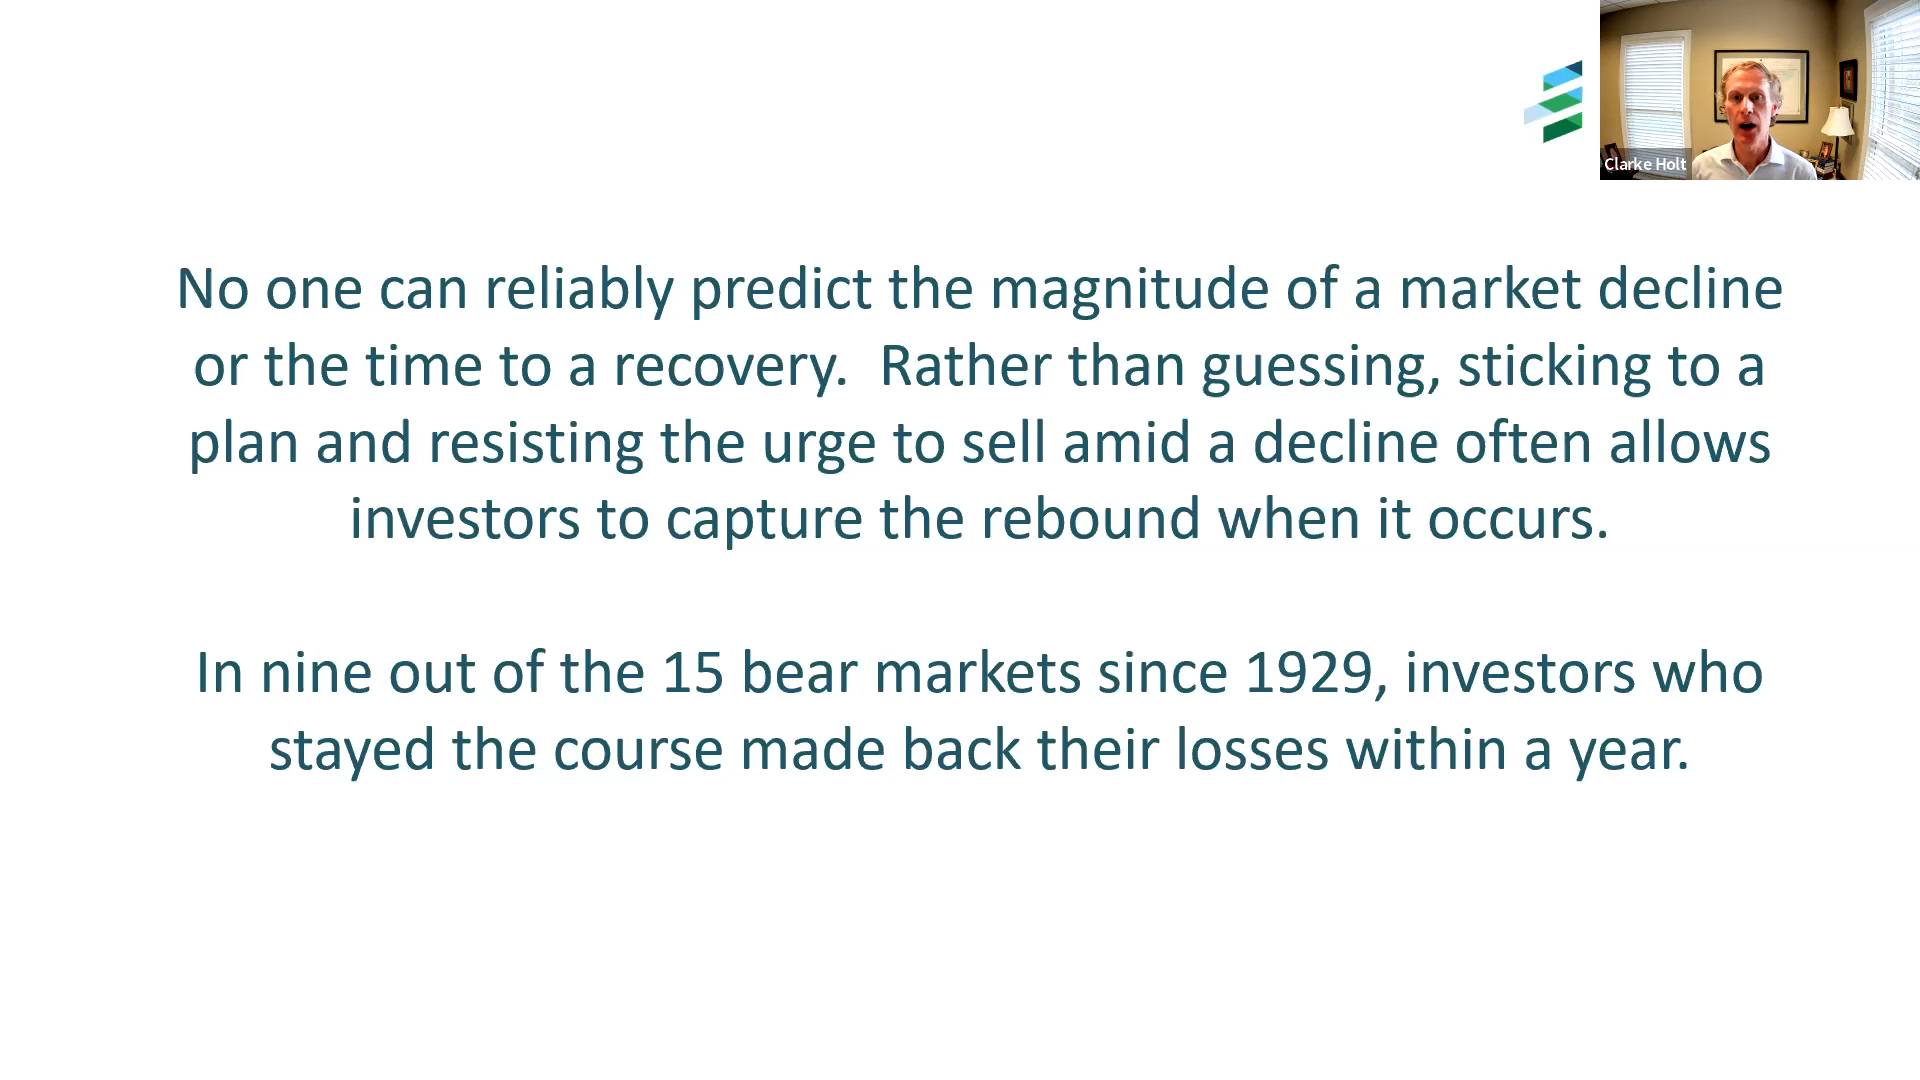 Clarke Holt
No one can reliably predict the magnitude of a market decline
or the time to a recovery.  Rather than guessing, sticking to a
plan and resisting the urge to sell amid a decline often allows
investors to capture the rebound when it occurs.
In nine out of the 15 bear markets since 1929, investors who
stayed the course made back their losses within a year.